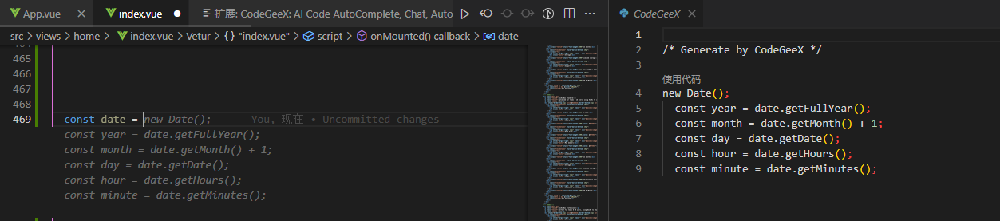 App.vue
index.vue
扩展: CodeGeeX: AI Code AutoComplete, Chat, Auto
src > views > home > index.vue > Vetur > {} "index.vue" > script > onMounted() callback > date
465
466
467
468
469 const date = new Date(); You, 现在 • Uncommitted changes
const year = date.getFullYear();
const month = date.getMonth() + 1;
const day = date.getDate();
const hour = date.getHours();
const minute = date.getMinutes();
CodeGeeX
1
2 /* Generate by CodeGeeX */
3
使用代码
4 new Date();
5 const year = date.getFullYear();
6 const month = date.getMonth() + 1;
7 const day = date.getDate();
8 const hour = date.getHours();
9 const minute = date.getMinutes();